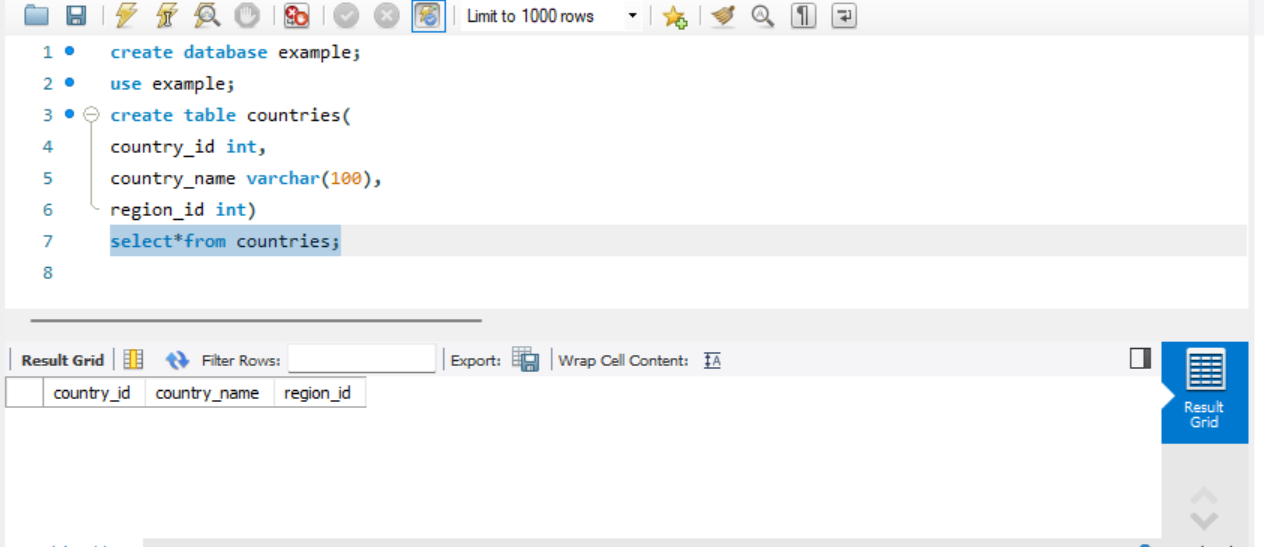 Limit to 1000 rows
1 create database example;
2 use example;
3 create table countries(
4 country_id int,
5 country_name varchar(100),
6 region_id int)
7 select*from countries;
8
Result Grid Filter Rows: Export: Wrap Cell Content:
country_id country_name region_id
Result
Grid